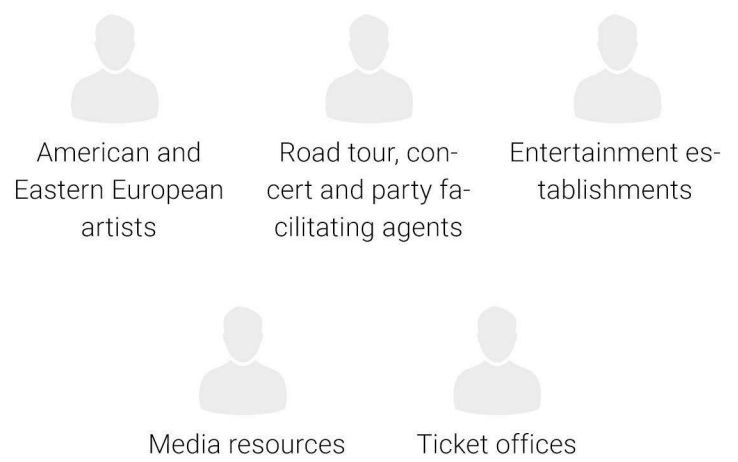 American and
Eastern European
artists
Road tour, con-
cert and party fa-
cilitating agents
Entertainment es-
tablishments
Media resources
Ticket offices